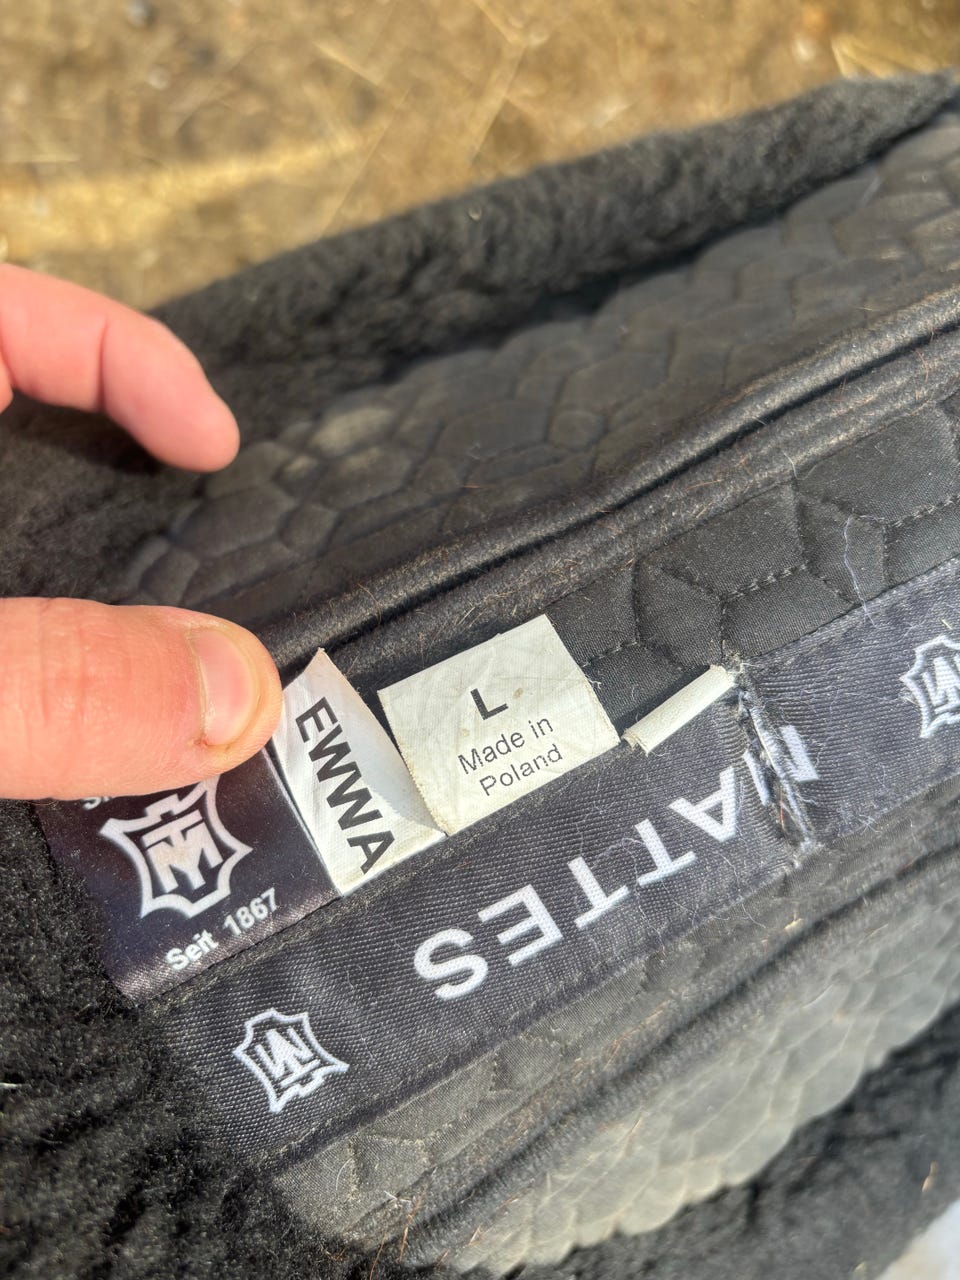 EWWA
L
Made in
Poland
Seit 1867
MATTES